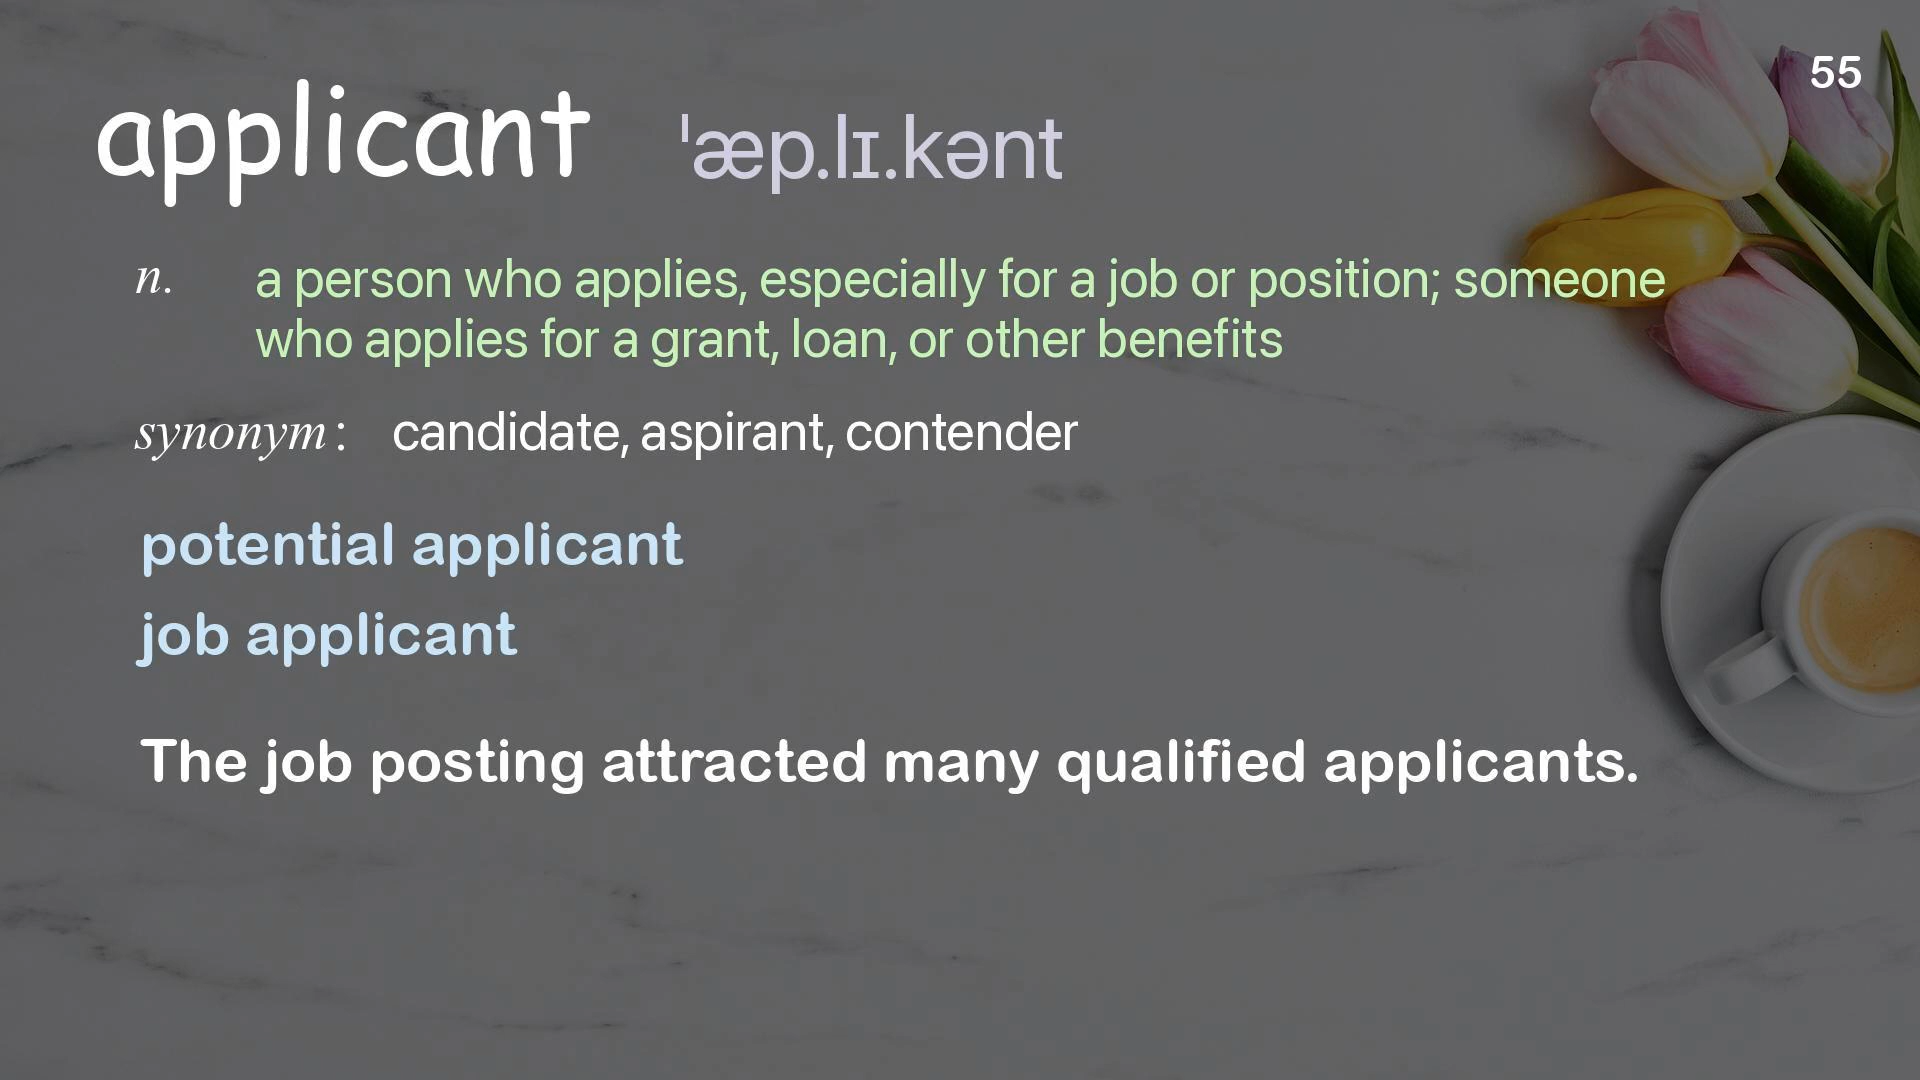 55
applicant ˈæp.lɪ.kənt
n. a person who applies, especially for a job or position; someone
who applies for a grant, loan, or other benefits
synonym: candidate, aspirant, contender
potential applicant
job applicant
The job posting attracted many qualified applicants.